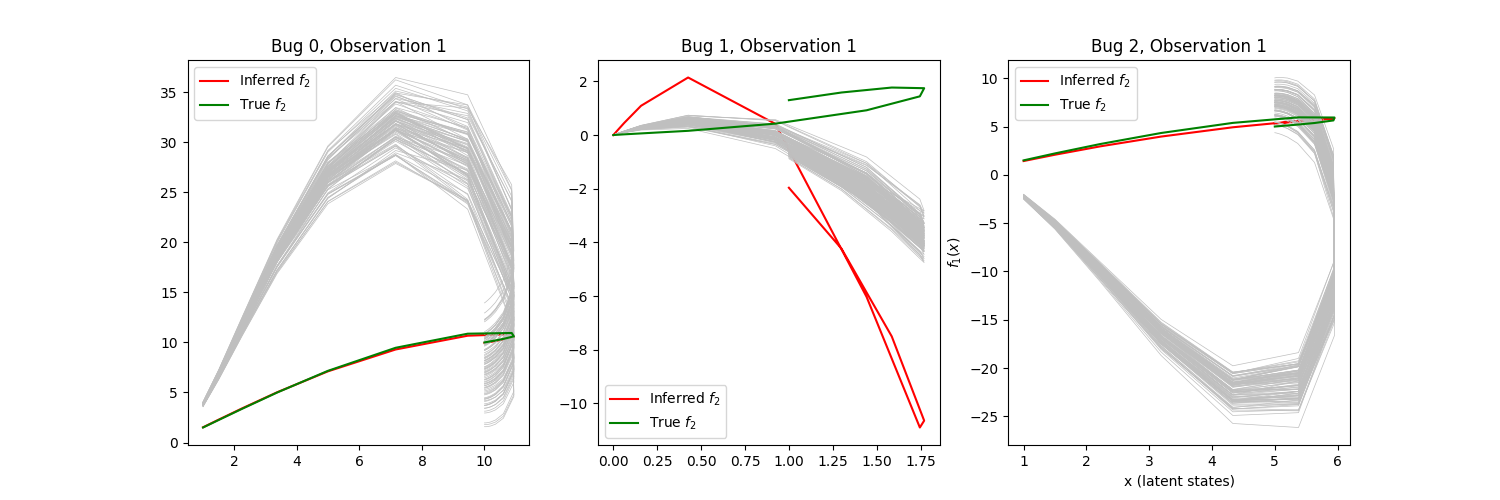 Bug 0, Observation 1
Inferred f₂
True f₂
35
30
25
20
15
10
5
0
2 4 6 8 10
Bug 1, Observation 1
2
0
−2
−4
−6
−8
−10
Inferred f₂
True f₂
0.00 0.25 0.50 0.75 1.00 1.25 1.50 1.75
Bug 2, Observation 1
Inferred f₂
True f₂
f₁(x)
10
5
0
−5
−10
−15
−20
−25
1 2 3 4 5 6
x (latent states)